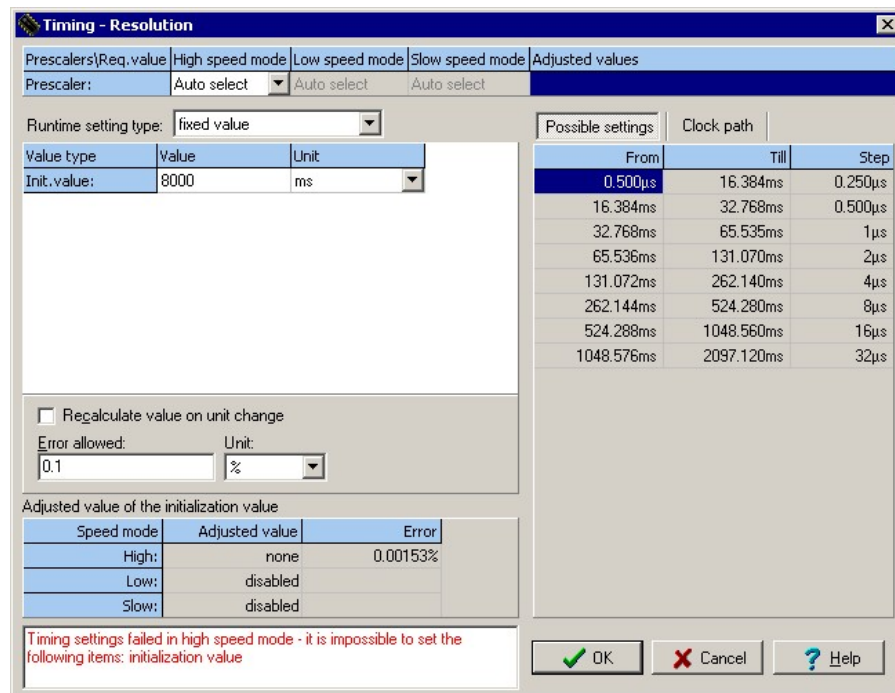 Timing - Resolution
Prescalers\Req.value High speed mode Low speed mode Slow speed mode Adjusted values
Prescaler: Auto select Auto select Auto select
Runtime setting type: fixed value
Value type Value Unit
Init.value: 8000 ms
Recalculate value on unit change
Error allowed: Unit:
0.1 %
Adjusted value of the initialization value
Speed mode Adjusted value Error
High: none 0.00153%
Low: disabled
Slow: disabled
Timing settings failed in high speed mode - it is impossible to set the
following items: initialization value
Possible settings Clock path
From Till Step
0.500µs 16.384ms 0.250µs
16.384ms 32.768ms 0.500µs
32.768ms 65.535ms 1µs
65.536ms 131.070ms 2µs
131.072ms 262.140ms 4µs
262.144ms 524.280ms 8µs
524.288ms 1048.560ms 16µs
1048.576ms 2097.120ms 32µs
OK Cancel Help